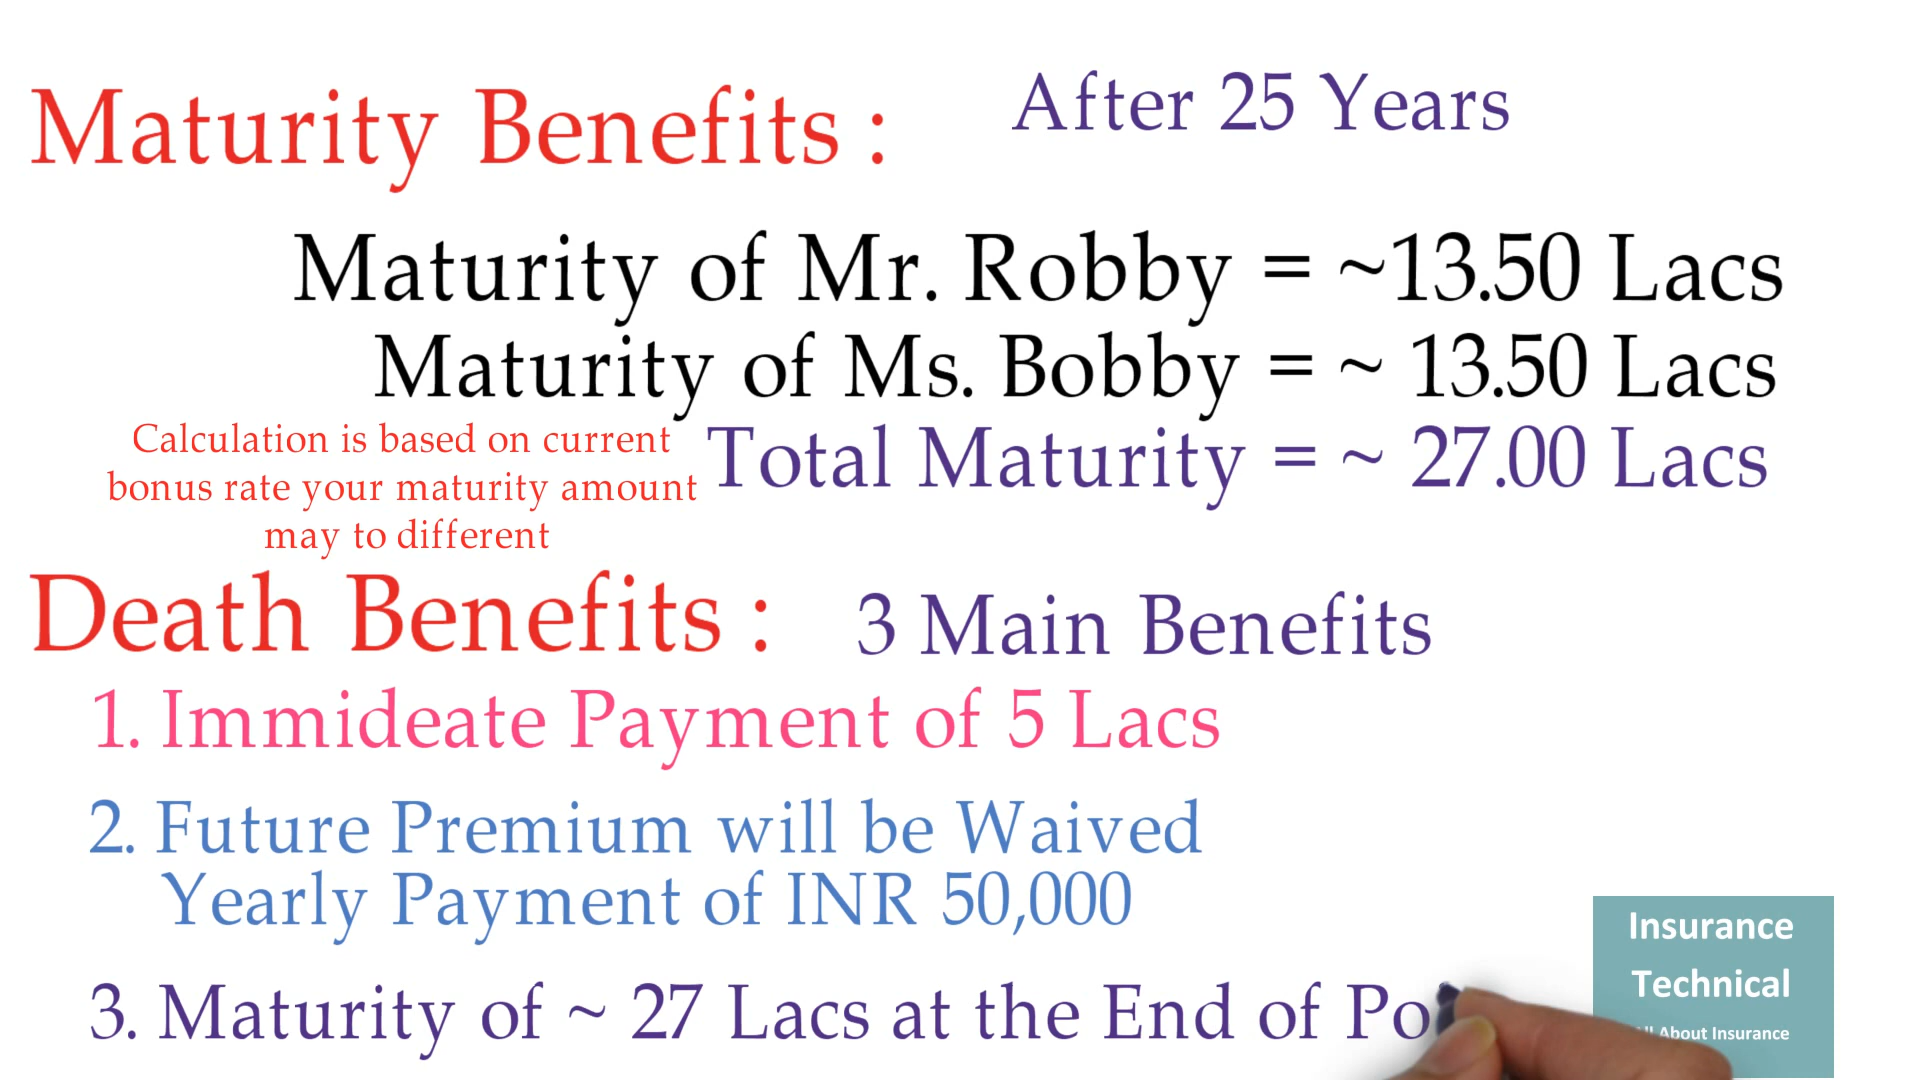 Maturity Benefits :
After 25 Years
Maturity of Mr. Robby = ~13.50 Lacs
Maturity of Ms. Bobby = ~ 13.50 Lacs
Total Maturity = ~ 27.00 Lacs
Calculation is based on current
bonus rate your maturity amount
may to different
Death Benefits :
3 Main Benefits
1. Immideate Payment of 5 Lacs
2. Future Premium will be Waived
Yearly Payment of INR 50,000
3. Maturity of ~ 27 Lacs at the End of Po
Insurance
Technical
About Insurance